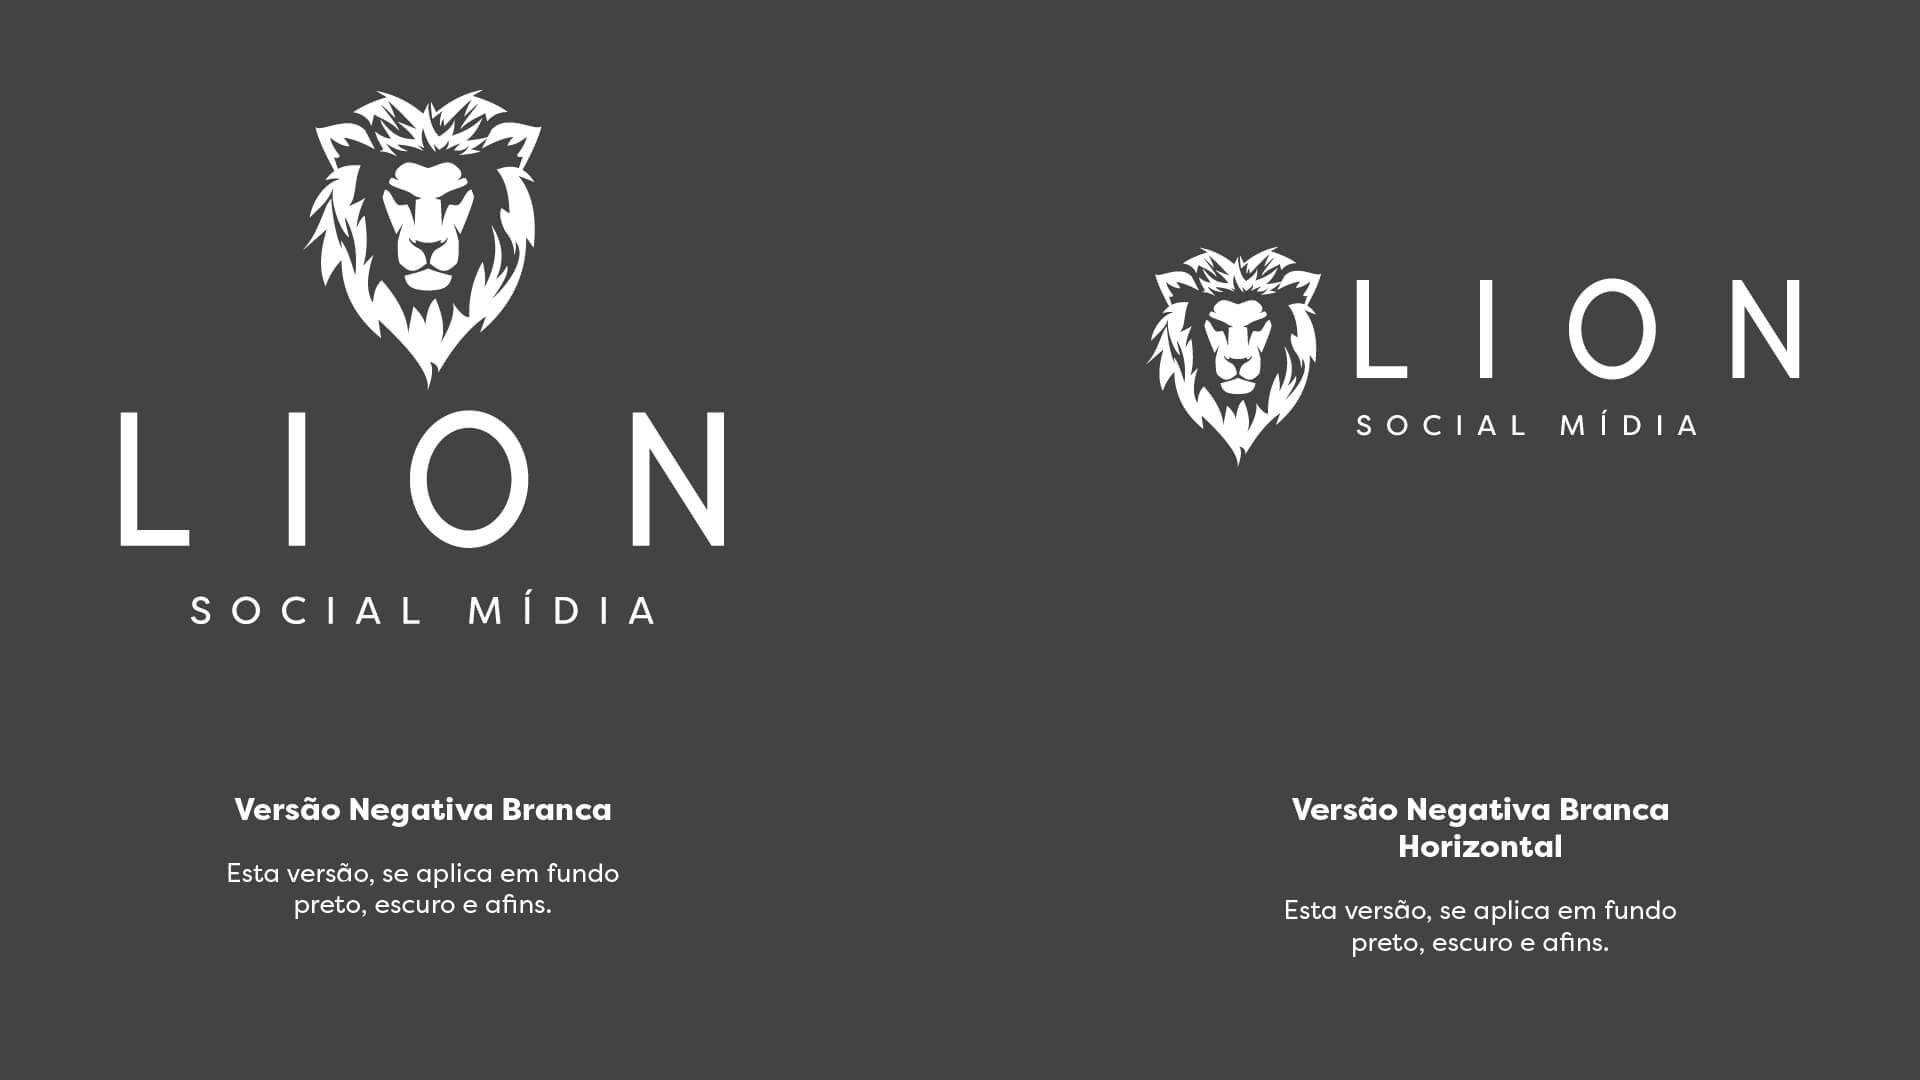 LION
SOCIAL MÍDIA
Versão Negativa Branca
Esta versão, se aplica em fundo
preto, escuro e afins.
LION
SOCIAL MÍDIA
Versão Negativa Branca
Horizontal
Esta versão, se aplica em fundo
preto, escuro e afins.